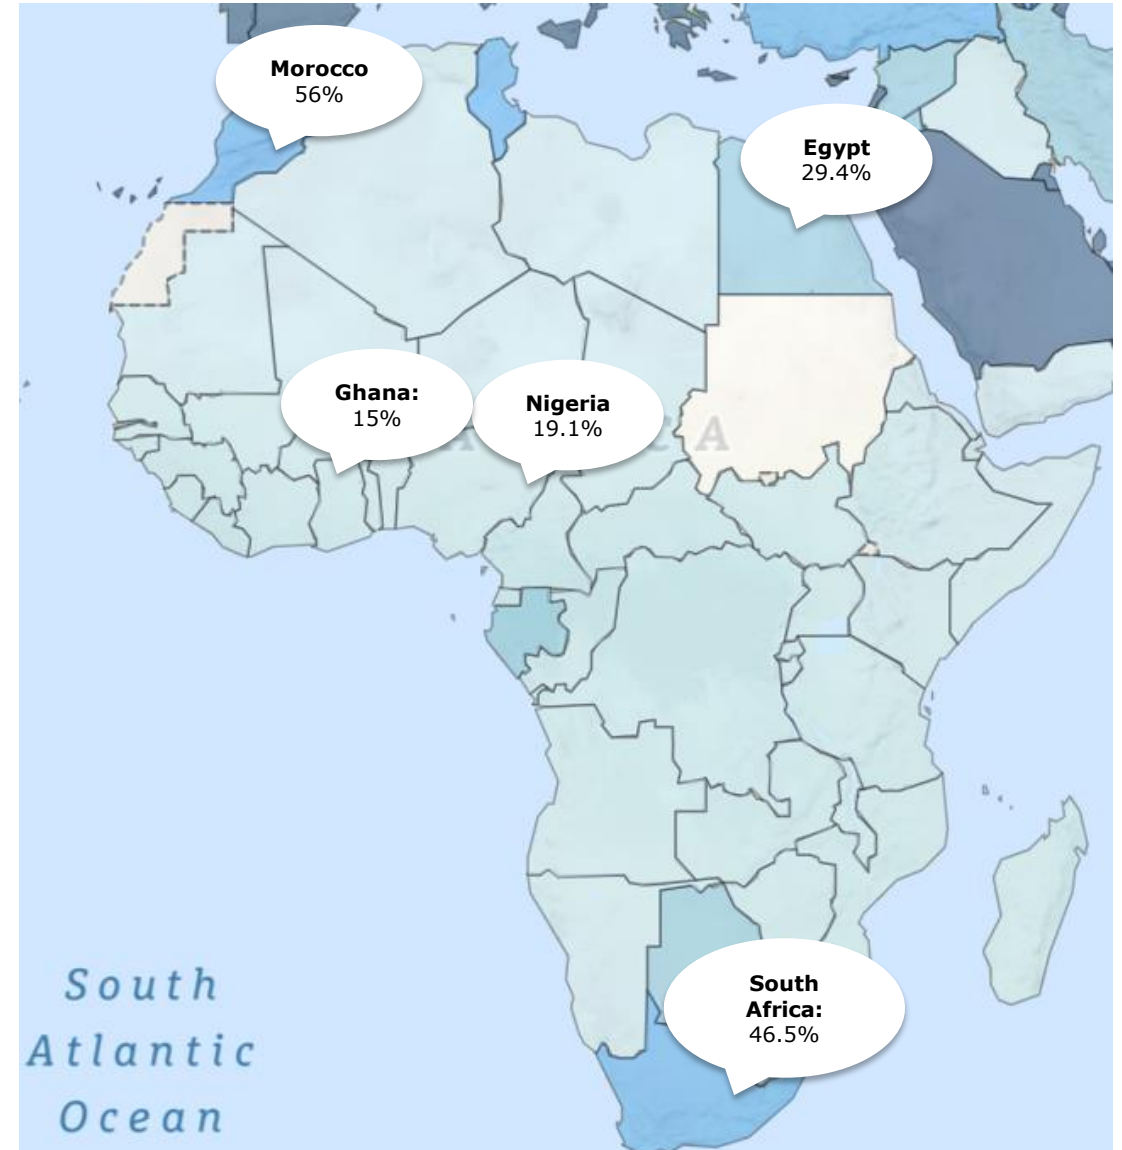 Morocco
56%
Egypt
29.4%
Ghana:
15%
Nigeria
19.1%
A
C A
South
Africa:
46.5%
South
Atlantic
Ocean